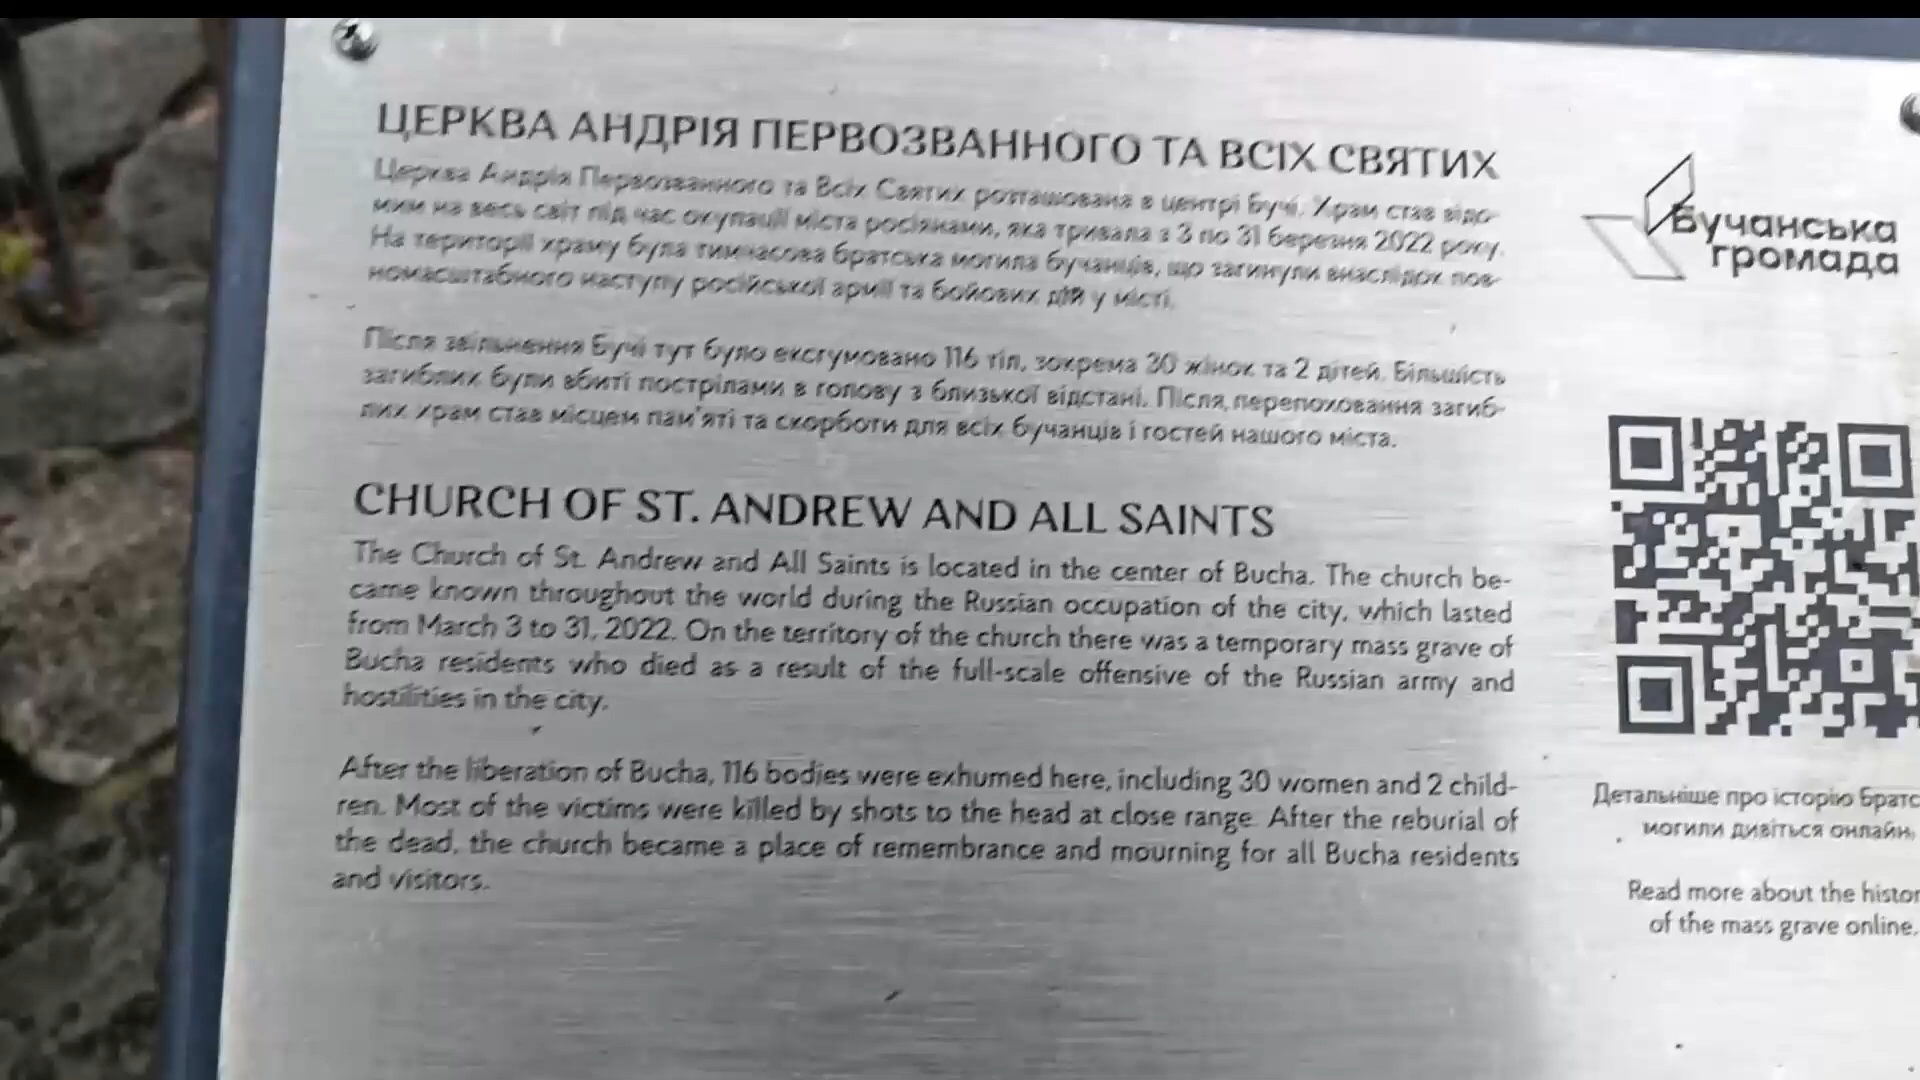 ЦЕРКВА АНДРІЯ ПЕРВОЗВАННОГО ТА ВСІХ СВЯТИХ
Церква Андрія Первозванного та Всіх Святих розташована в центрі Бучі. Храм став відо-
мим на весь світ під час окупації міста росіянами, яка тривала з 3 по 31 березня 2022 року.
На території храму була тимчасова братська могила бучанців, що загинули внаслідок пов-
номасштабного наступу російської армії та бойових дій у місті.
Після звільнення Бучі тут було ексгумовано 116 тіл, зокрема 30 жінок та 2 дітей. Більшість
загиблих були вбиті пострілами в голову з близької відстані. Після перепоховання загиб-
лих храм став місцем пам'яті та скорботи для всіх бучанців і гостей нашого міста.
CHURCH OF ST. ANDREW AND ALL SAINTS
The Church of St. Andrew and All Saints is located in the center of Bucha. The church be-
came known throughout the world during the Russian occupation of the city, which lasted
from March 3 to 31, 2022. On the territory of the church there was a temporary mass grave of
Bucha residents who died as a result of the full-scale offensive of the Russian army and
hostilities in the city.
After the liberation of Bucha, 116 bodies were exhumed here, including 30 women and 2 child-
ren. Most of the victims were killed by shots to the head at close range. After the reburial of
the dead, the church became a place of remembrance and mourning for all Bucha residents
and visitors.
Бучанська
громада
Детальніше про історію Братс
могили дивіться онлайн.
Read more about the histor
of the mass grave online.